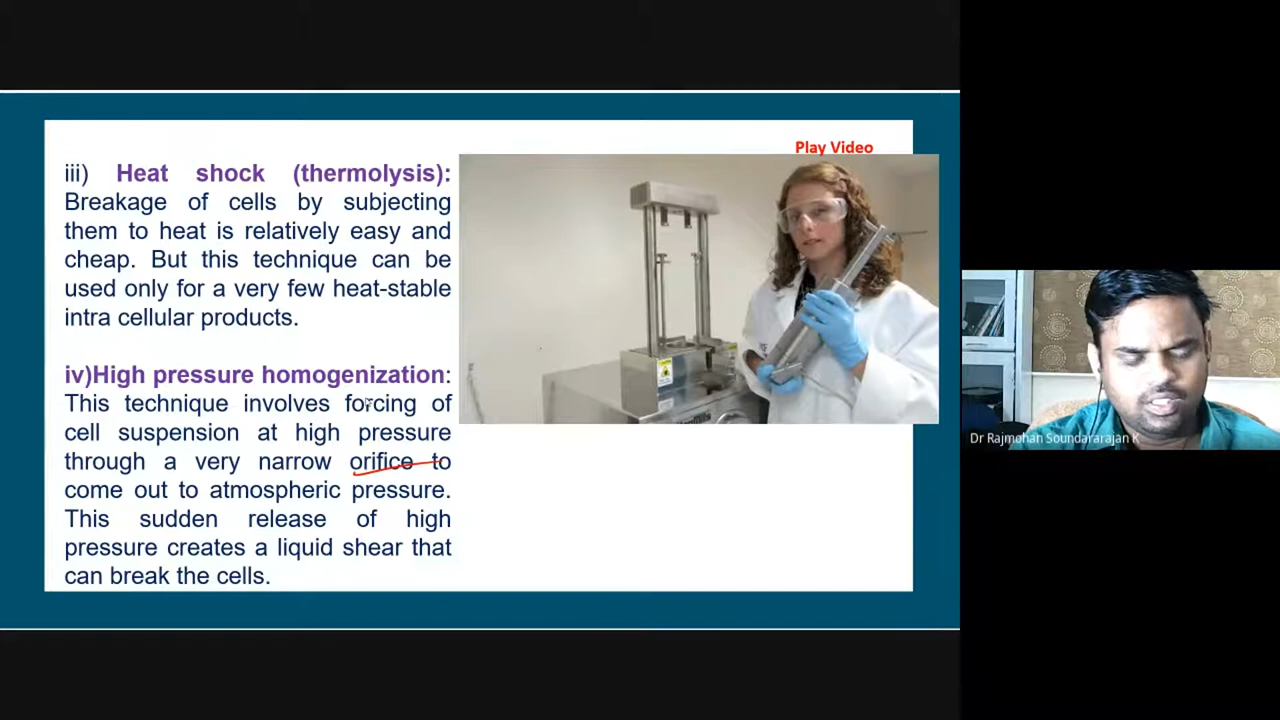 Play Video
iii) Heat shock (thermolysis):
Breakage of cells by subjecting
them to heat is relatively easy and
cheap. But this technique can be
used only for a very few heat-stable
intra cellular products.
iv)High pressure homogenization:
This technique involves forcing of
cell suspension at high pressure
through a very narrow orifice to
come out to atmospheric pressure.
This sudden release of high
pressure creates a liquid shear that
can break the cells.
Dr Rajmohan Soundararajan K